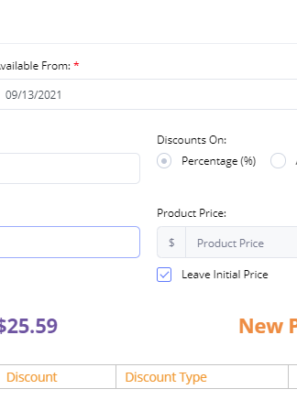 Available From: *
09/13/2021
Discounts On:
Percentage (%)
Product Price:
$ Product Price
Leave Initial Price
$25.59 New
Discount Discount Type